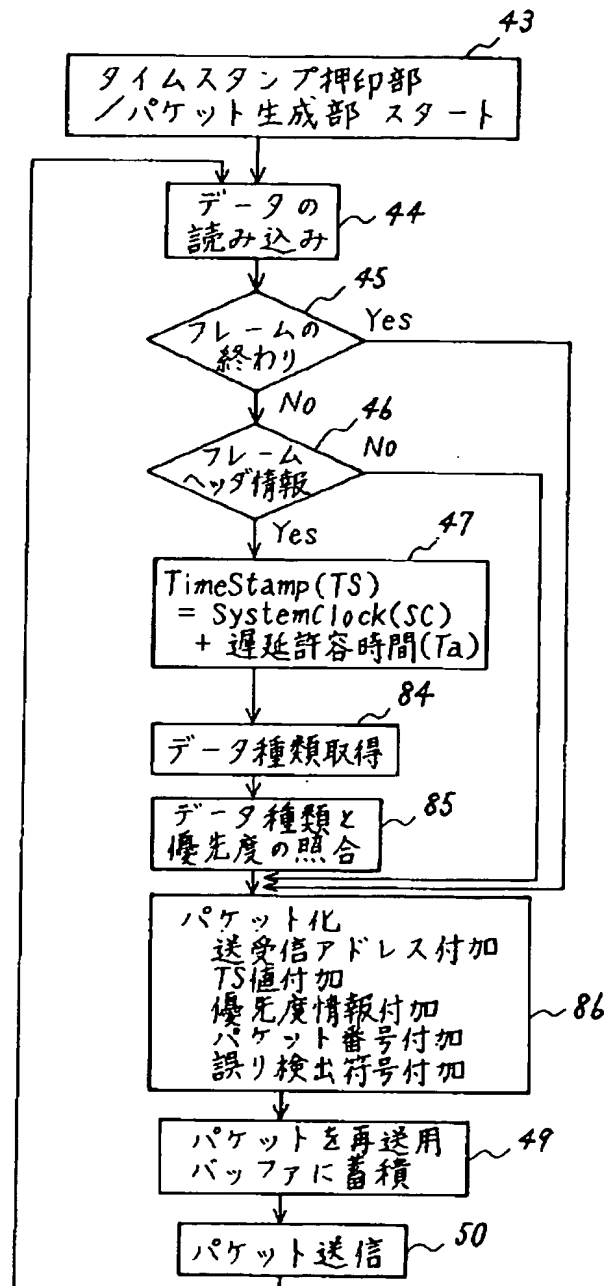 43
タイムスタンプ押印部
/パケット生成部 スタート
データの
読み込み
44
45
フレームの
終わり
Yes
No
46
フレーム
ヘッダ情報
No
Yes
47
TimeStamp(TS)
= SystemClock(SC)
+ 遅延許容時間(Ta)
84
データ種類取得
データ種類と
優先度の照合
85
パケット化
送受信アドレス付加
TS値付加
優先度情報付加
パケット番号付加
誤り検出符号付加
86
パケットを再送用
バッファに蓄積
49
パケット送信
50